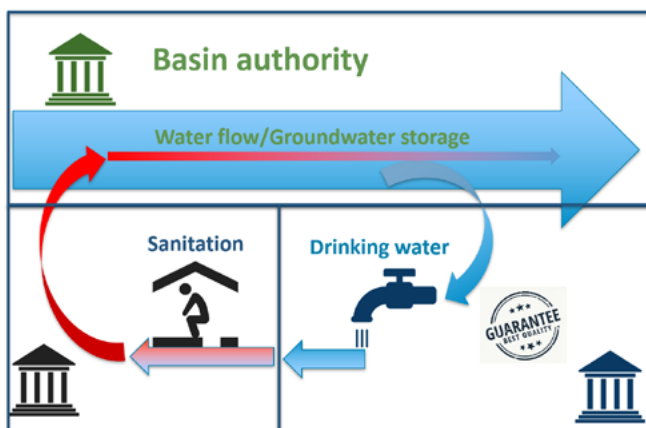 Basin authority
Water flow/Groundwater storage
Sanitation
Drinking water
GUARANTEE
BEST QUALITY